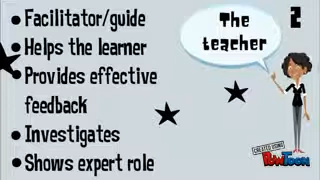 • Facilitator/guide
• Helps the learner
• Provides effective
feedback
• Investigates
• Shows expert role
The
teacher
2
CREATED USING
POWTOON